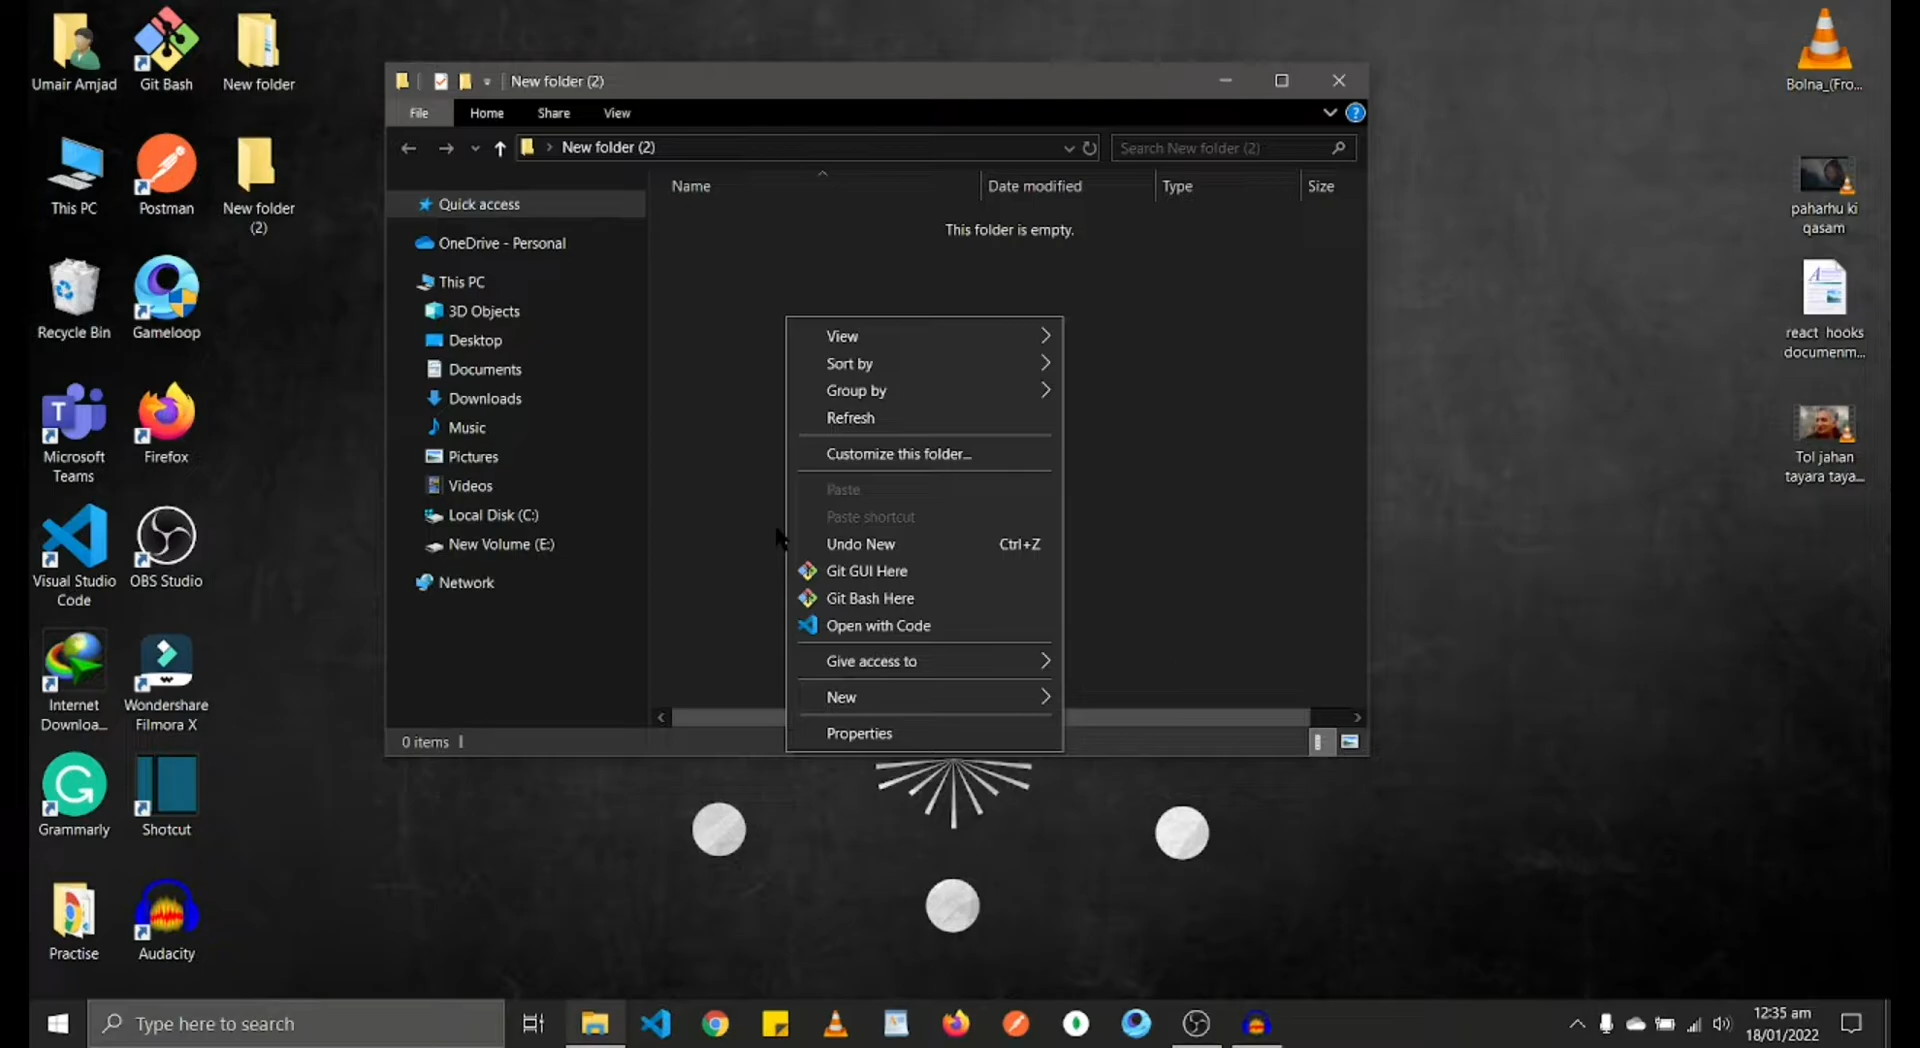 Umair Amjad
Git Bash
New folder
This PC
Postman
New folder
(2)
Recycle Bin
Gameloop
Microsoft
Teams
Firefox
Visual Studio
Code
OBS Studio
Internet
Downloa...
Wondershare
Filmora X
Grammarly
Shotcut
Practise
Audacity
New folder (2)
File
Home
Share
View
New folder (2)
Search New folder (2)
Name
Date modified
Type
Size
This folder is empty.
Quick access
OneDrive - Personal
This PC
3D Objects
Desktop
Documents
Downloads
Music
Pictures
Videos
Local Disk (C:)
New Volume (E:)
Network
0 items
View
Sort by
Group by
Refresh
Customize this folder...
Paste
Paste shortcut
Undo New Ctrl+Z
Git GUI Here
Git Bash Here
Open with Code
Give access to
New
Properties
Bolna_(Fro...
paharhu ki
qasam
react hooks
documenm...
Tol jahan
tayara taya...
Type here to search
12:35 am
18/01/2022